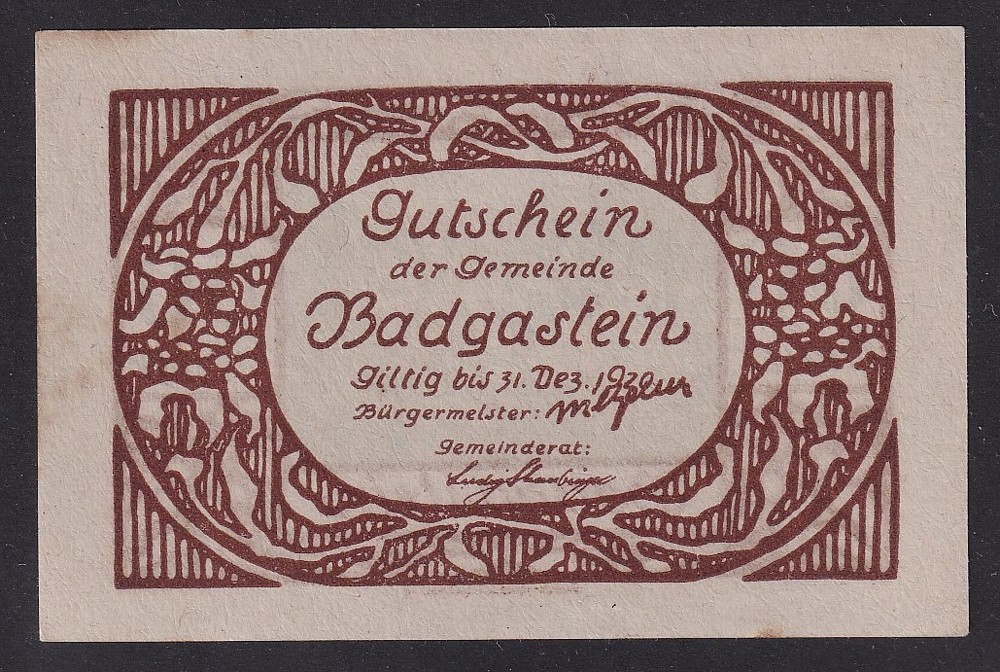 Gutschein
der Gemeinde
Badgastein
Giltig bis 31. Dez. 1920
Bürgermeister:
Gemeinderat: